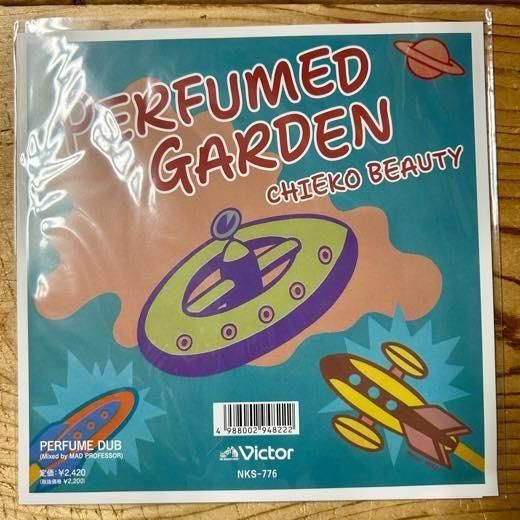 PERFUMED
GARDEN
CHIEKO BEAUTY
4 988002 948222
PERFUME DUB
(Mixed by MAD PROFESSOR)
定価:¥2,420
(税抜価格 ¥2,200)
Victor
NKS-776